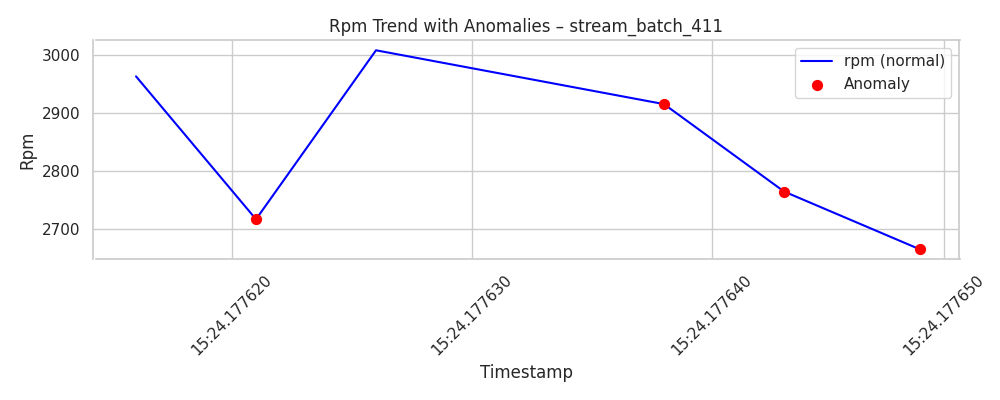 Rpm Trend with Anomalies – stream_batch_411
rpm (normal)
Anomaly
Rpm
3000
2900
2800
2700
15:24.177620
15:24.177630
15:24.177640
15:24.177650
Timestamp